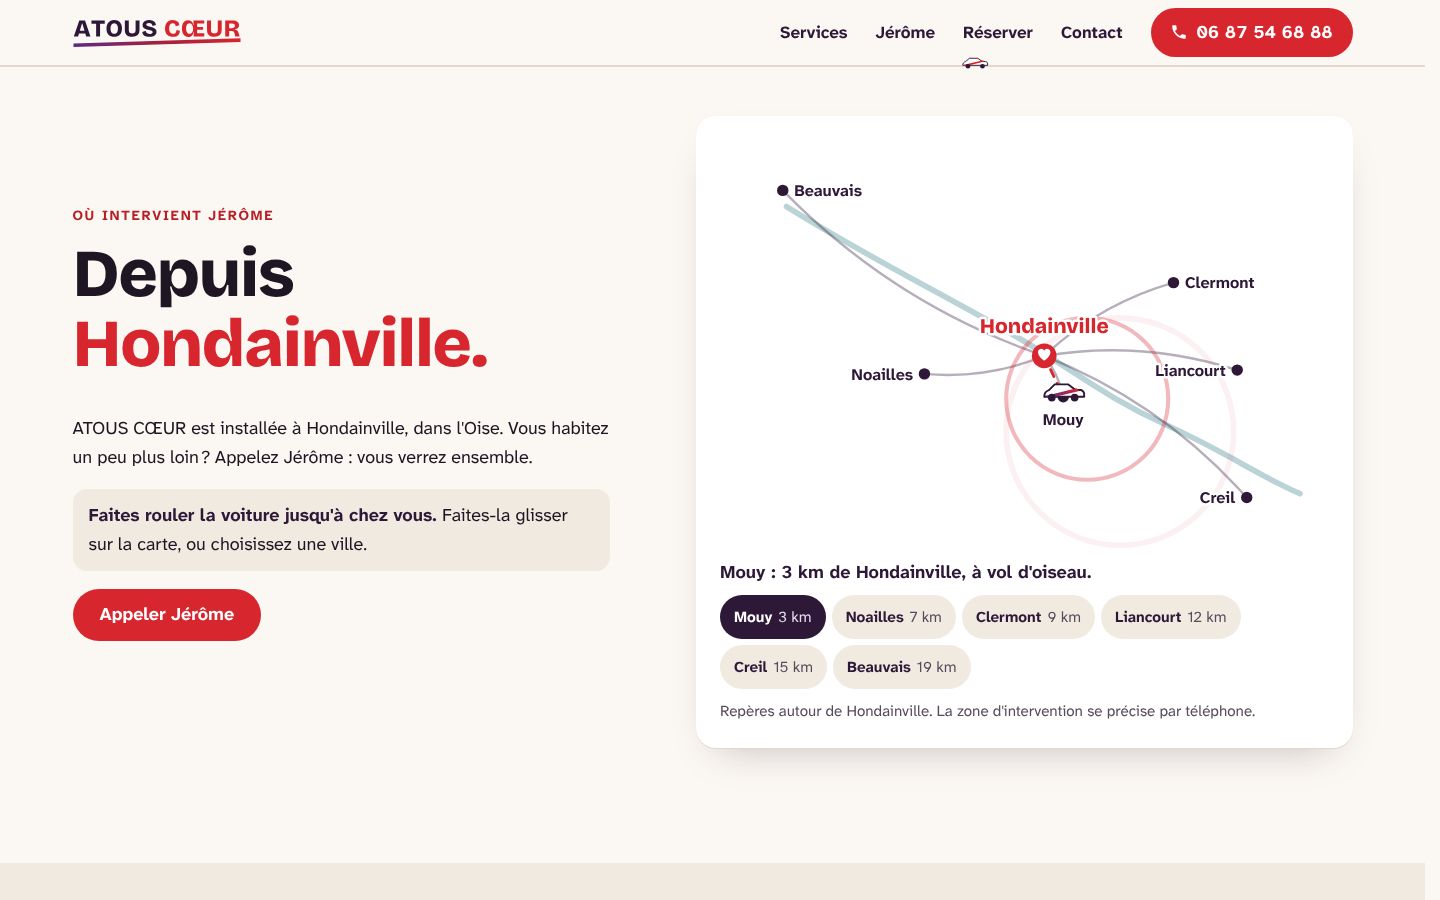 ATOUS CŒUR
Services
Jérôme
Réserver
Contact
06 87 54 68 88
OÙ INTERVIENT JÉRÔME
Depuis
Hondainville.
ATOUS CŒUR est installée à Hondainville, dans l'Oise. Vous habitez
un peu plus loin ? Appelez Jérôme : vous verrez ensemble.
Faites rouler la voiture jusqu'à chez vous. Faites-la glisser
sur la carte, ou choisissez une ville.
Appeler Jérôme
Beauvais
Clermont
Hondainville
Noailles
Liancourt
Mouy
Creil
Mouy : 3 km de Hondainville, à vol d'oiseau.
Mouy 3 km
Noailles 7 km
Clermont 9 km
Liancourt 12 km
Creil 15 km
Beauvais 19 km
Repères autour de Hondainville. La zone d'intervention se précise par téléphone.